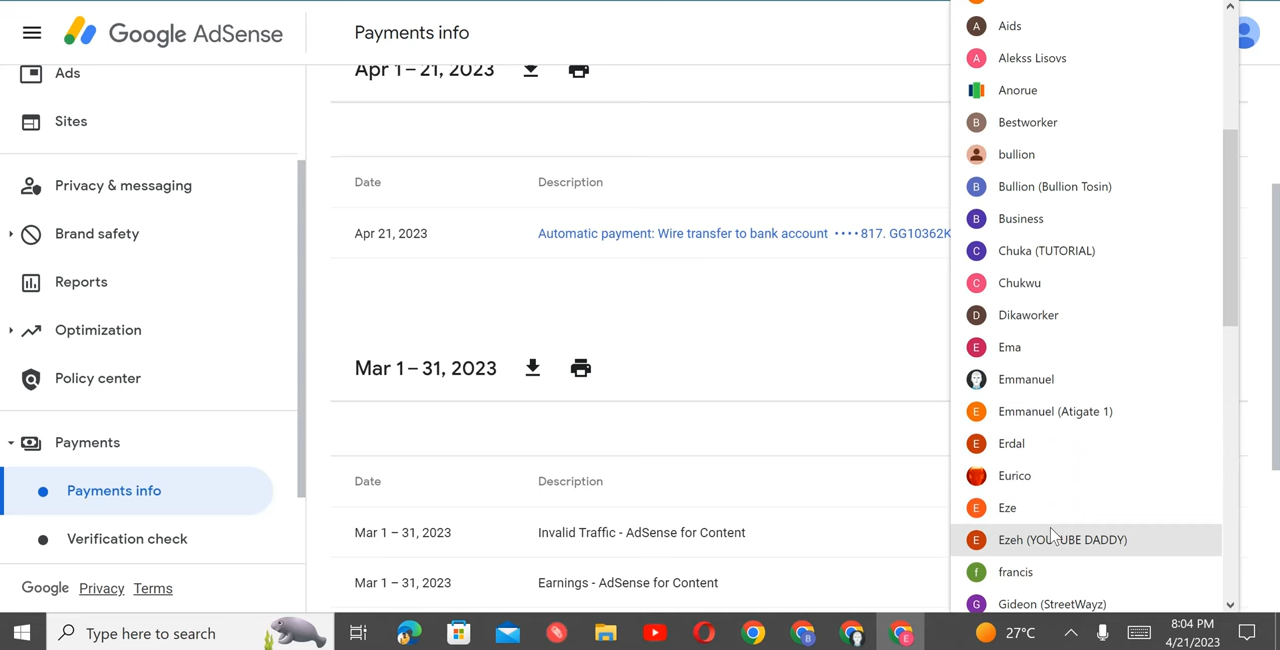 Google AdSense
Payments info
Ads
Sites
Privacy & messaging
Brand safety
Reports
Optimization
Policy center
Payments
Payments info
Verification check
Google Privacy Terms
Apr 1 – 21, 2023
Date Description
Apr 21, 2023 Automatic payment: Wire transfer to bank account •••• 817. GG10362K
Mar 1 – 31, 2023
Date Description
Mar 1 – 31, 2023 Invalid Traffic - AdSense for Content
Mar 1 – 31, 2023 Earnings - AdSense for Content
A Aids
A Alekss Lisovs
Anorue
B Bestworker
bullion
B Bullion (Bullion Tosin)
B Business
C Chuka (TUTORIAL)
C Chukwu
D Dikaworker
E Ema
Emmanuel
E Emmanuel (Atigate 1)
E Erdal
Eurico
E Eze
E Ezeh (YOUTUBE DADDY)
f francis
G Gideon (StreetWayz)
Type here to search
B
E
27°C
8:04 PM
4/21/2023